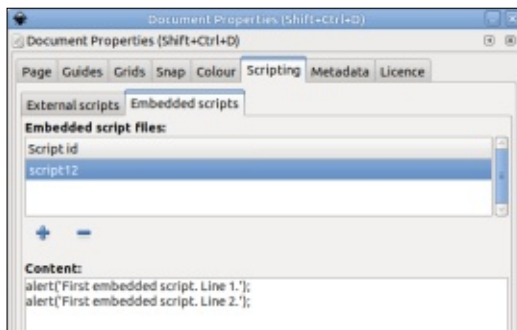 Document Properties (Shift+Ctrl+D)
Document Properties (Shift+Ctrl+D)
Page Guides Grids Snap Colour Scripting Metadata Licence
External scripts Embedded scripts
Embedded script files:
Script id
script12
Content:
alert('First embedded script. Line 1.');
alert('First embedded script. Line 2.');